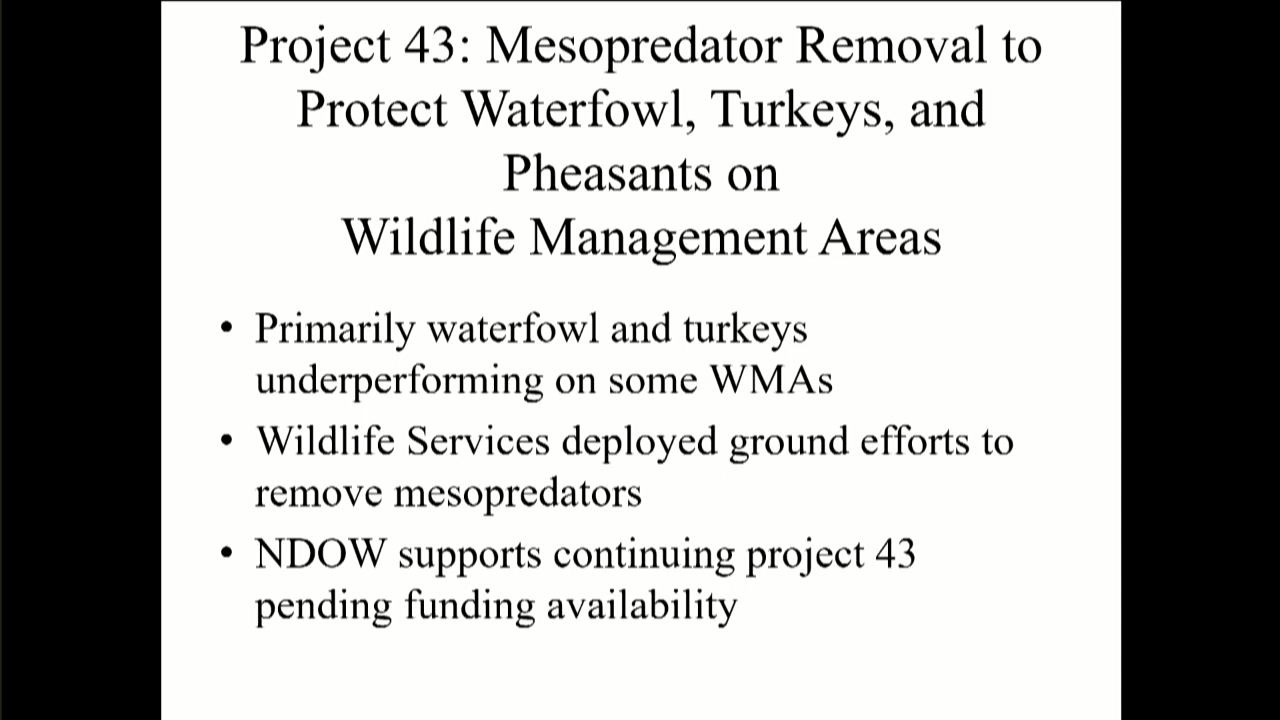 Project 43: Mesopredator Removal to
Protect Waterfowl, Turkeys, and
Pheasants on
Wildlife Management Areas
• Primarily waterfowl and turkeys
underperforming on some WMAs
• Wildlife Services deployed ground efforts to
remove mesopredators
• NDOW supports continuing project 43
pending funding availability